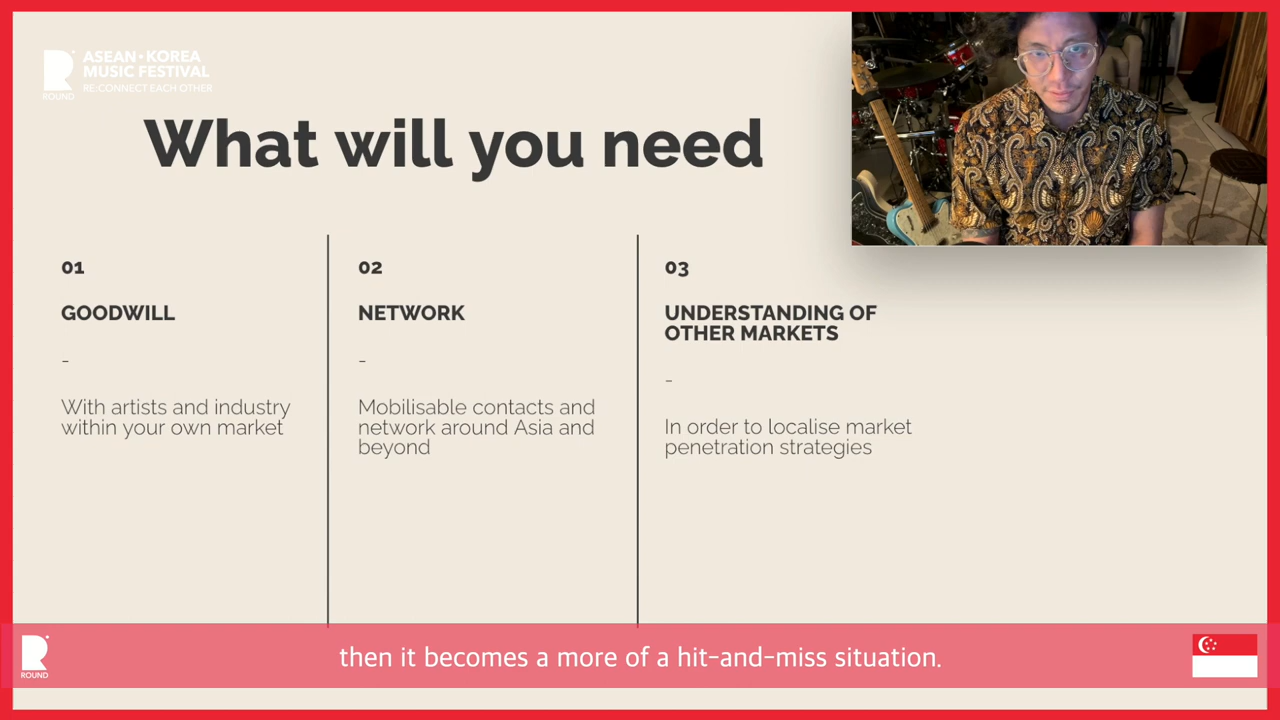 ASEAN•KOREA
MUSIC FESTIVAL
RE:CONNECT EACH OTHER
ROUND
What will you need
01
GOODWILL
-
With artists and industry
within your own market
02
NETWORK
-
Mobilisable contacts and
network around Asia and
beyond
03
UNDERSTANDING OF
OTHER MARKETS
-
In order to localise market
penetration strategies
then it becomes a more of a hit-and-miss situation.
ROUND